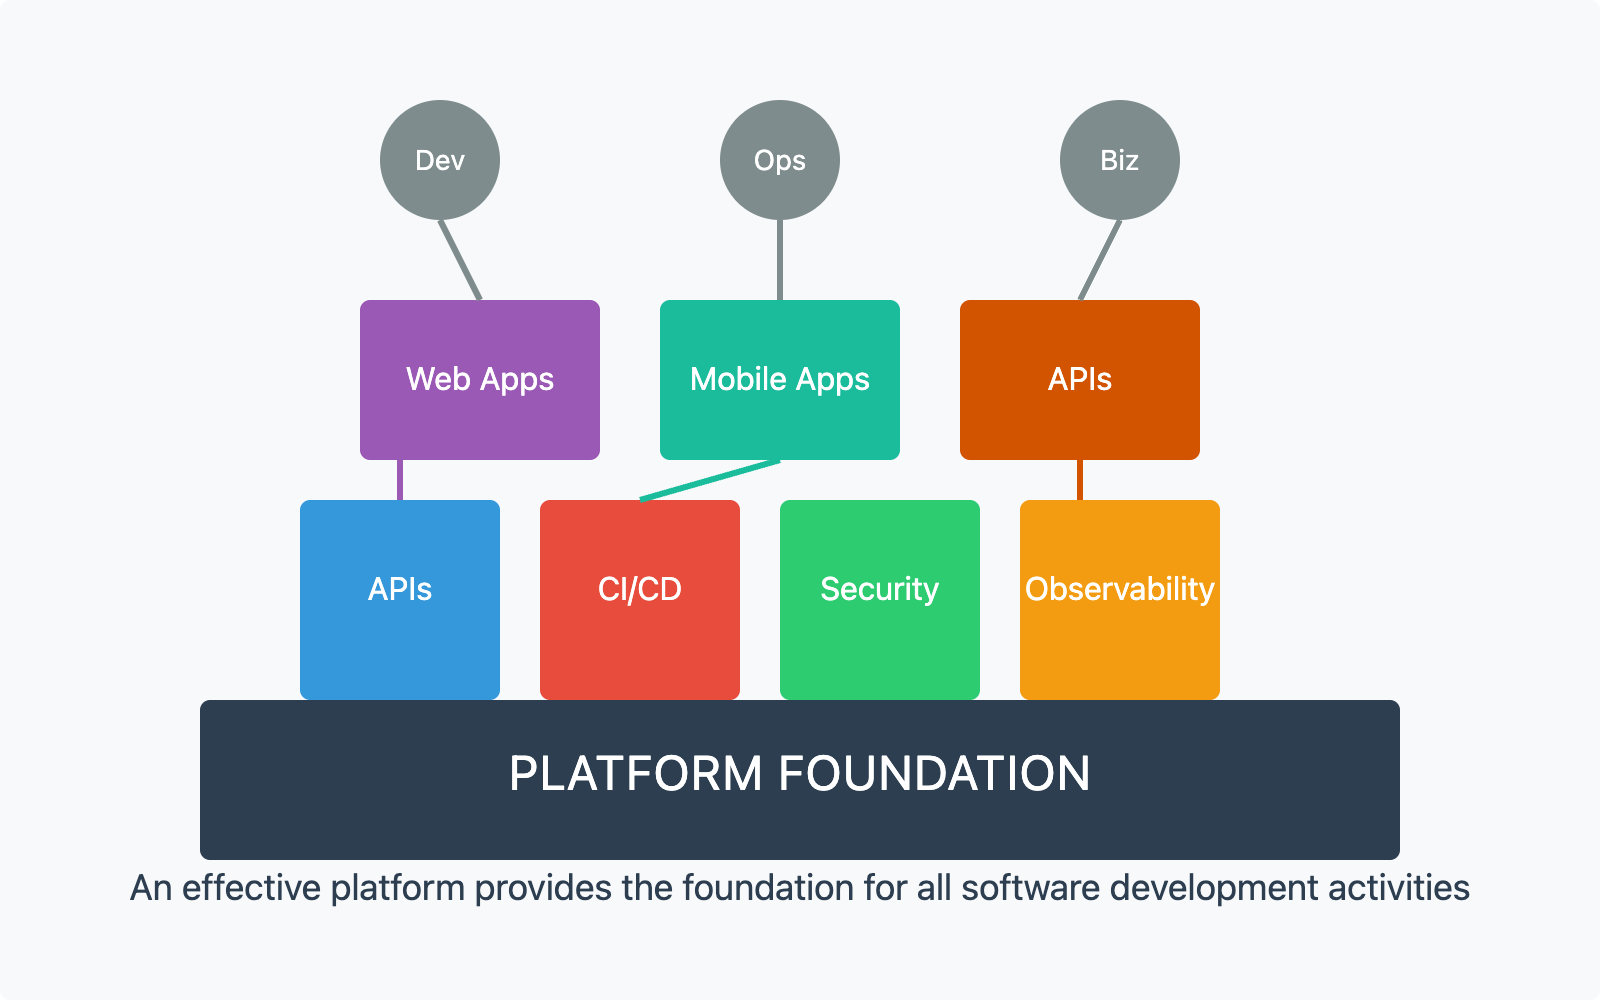 Dev
Ops
Biz
Web Apps
Mobile Apps
APIs
APIs
CI/CD
Security
Observability
PLATFORM FOUNDATION
An effective platform provides the foundation for all software development activities